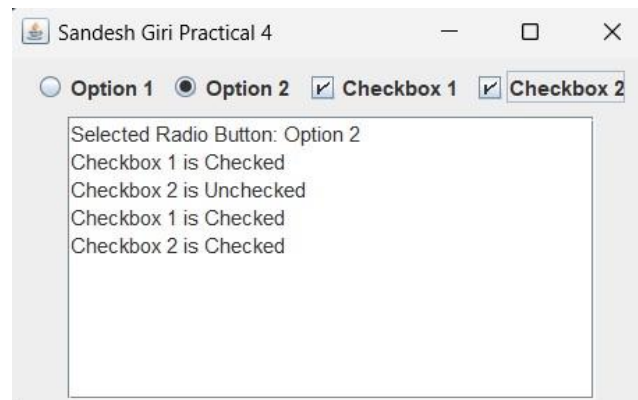 Sandesh Giri Practical 4
Option 1 Option 2 Checkbox 1 Checkbox 2
Selected Radio Button: Option 2
Checkbox 1 is Checked
Checkbox 2 is Unchecked
Checkbox 1 is Checked
Checkbox 2 is Checked